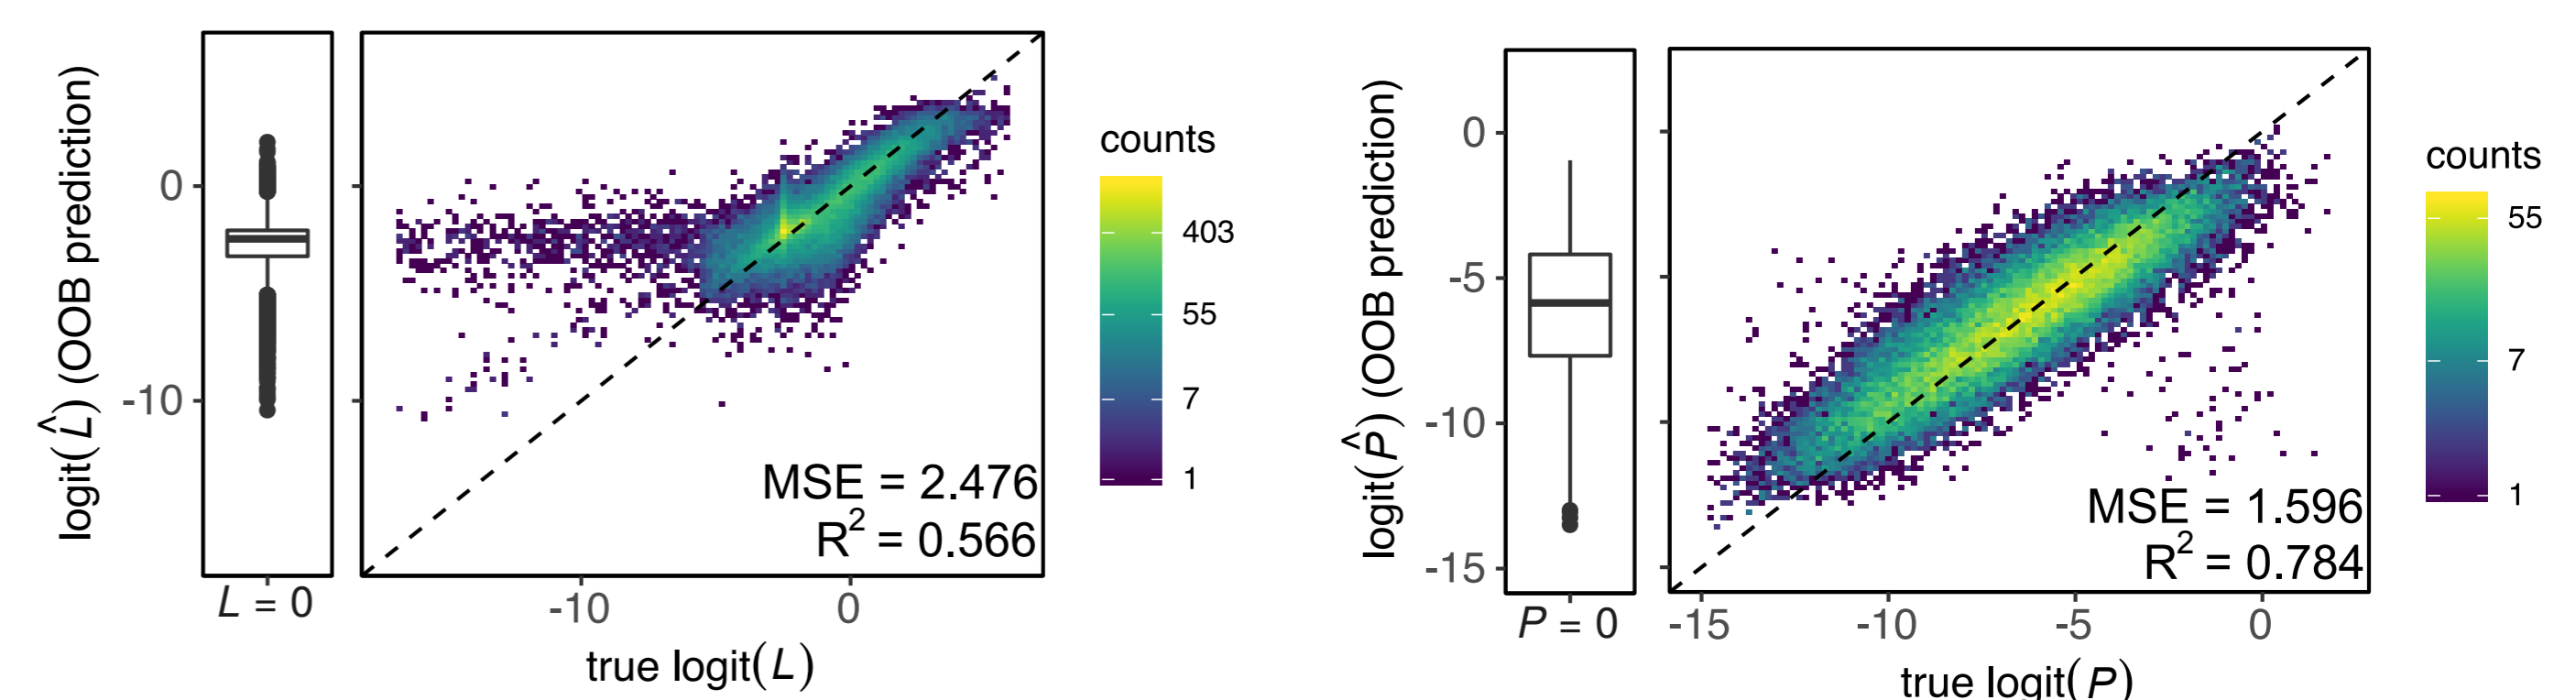 logit(L̂) (OOB prediction)
0
-10
L = 0
MSE = 2.476
R² = 0.566
-10
0
true logit(L)
counts
403
55
7
1
logit(P̂) (OOB prediction)
0
-5
-10
-15
P = 0
MSE = 1.596
R² = 0.784
-15
-10
-5
0
true logit(P)
counts
55
7
1